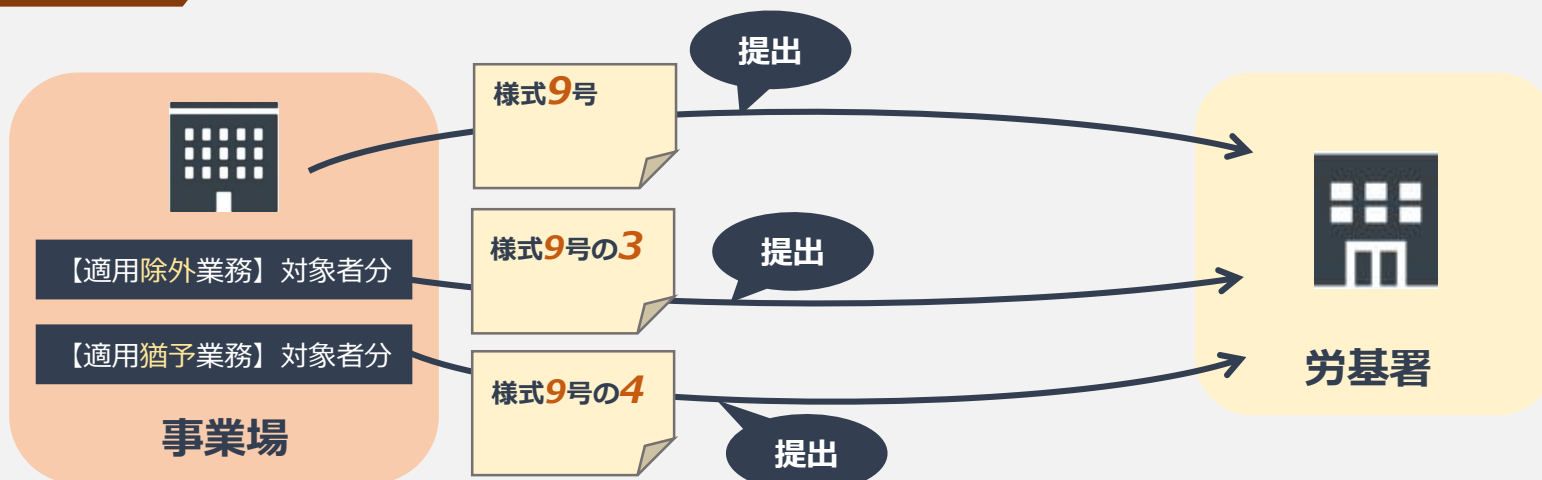 提出
様式9号
様式9号の3
提出
【適用除外業務】対象者分
【適用猶予業務】対象者分
様式9号の4
提出
事業場
労基署